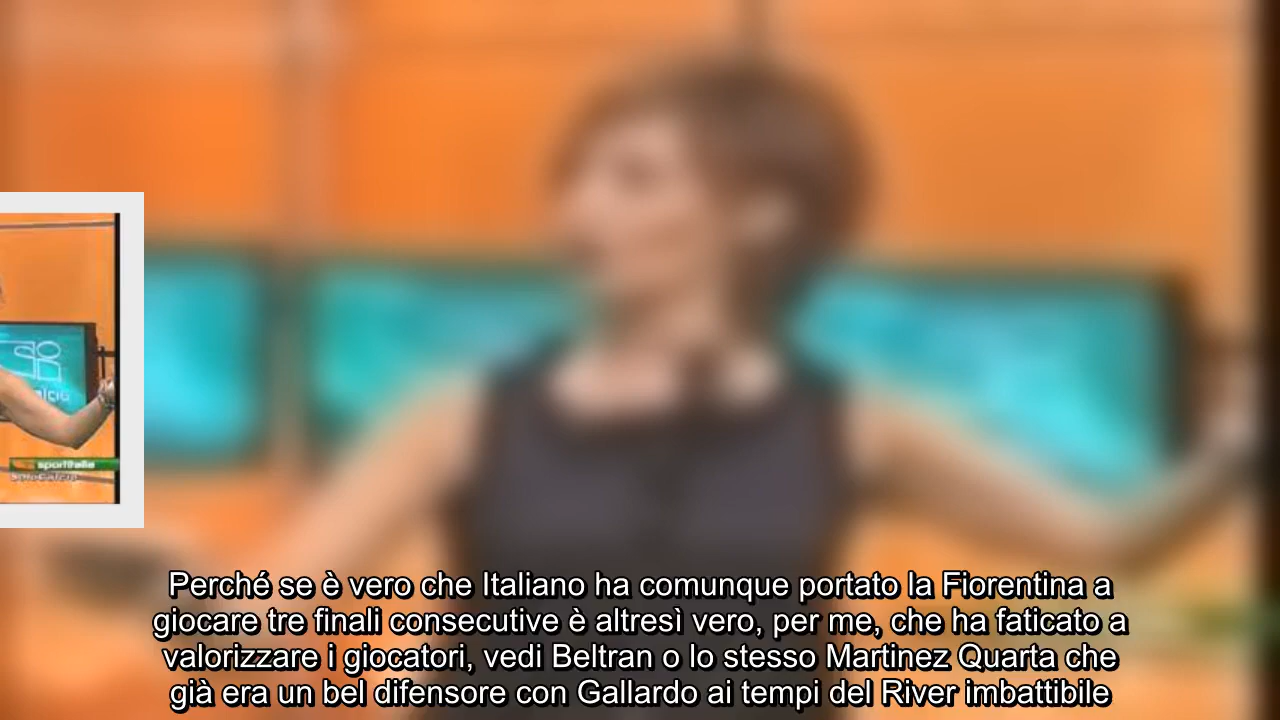 sportitalia
Perché se è vero che Italiano ha comunque portato la Fiorentina a
giocare tre finali consecutive è altresì vero, per me, che ha faticato a
valorizzare i giocatori, vedi Beltran o lo stesso Martinez Quarta che
già era un bel difensore con Gallardo ai tempi del River imbattibile